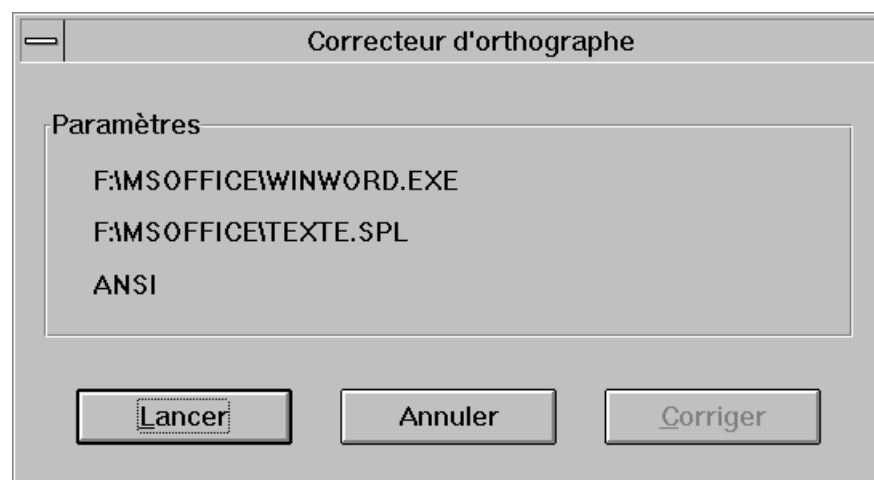 Correcteur d'orthographe
Paramètres
F:\MSOFFICE\WINWORD.EXE
F:\MSOFFICE\TEXTE.SPL
ANSI
Lancer Annuler Corriger